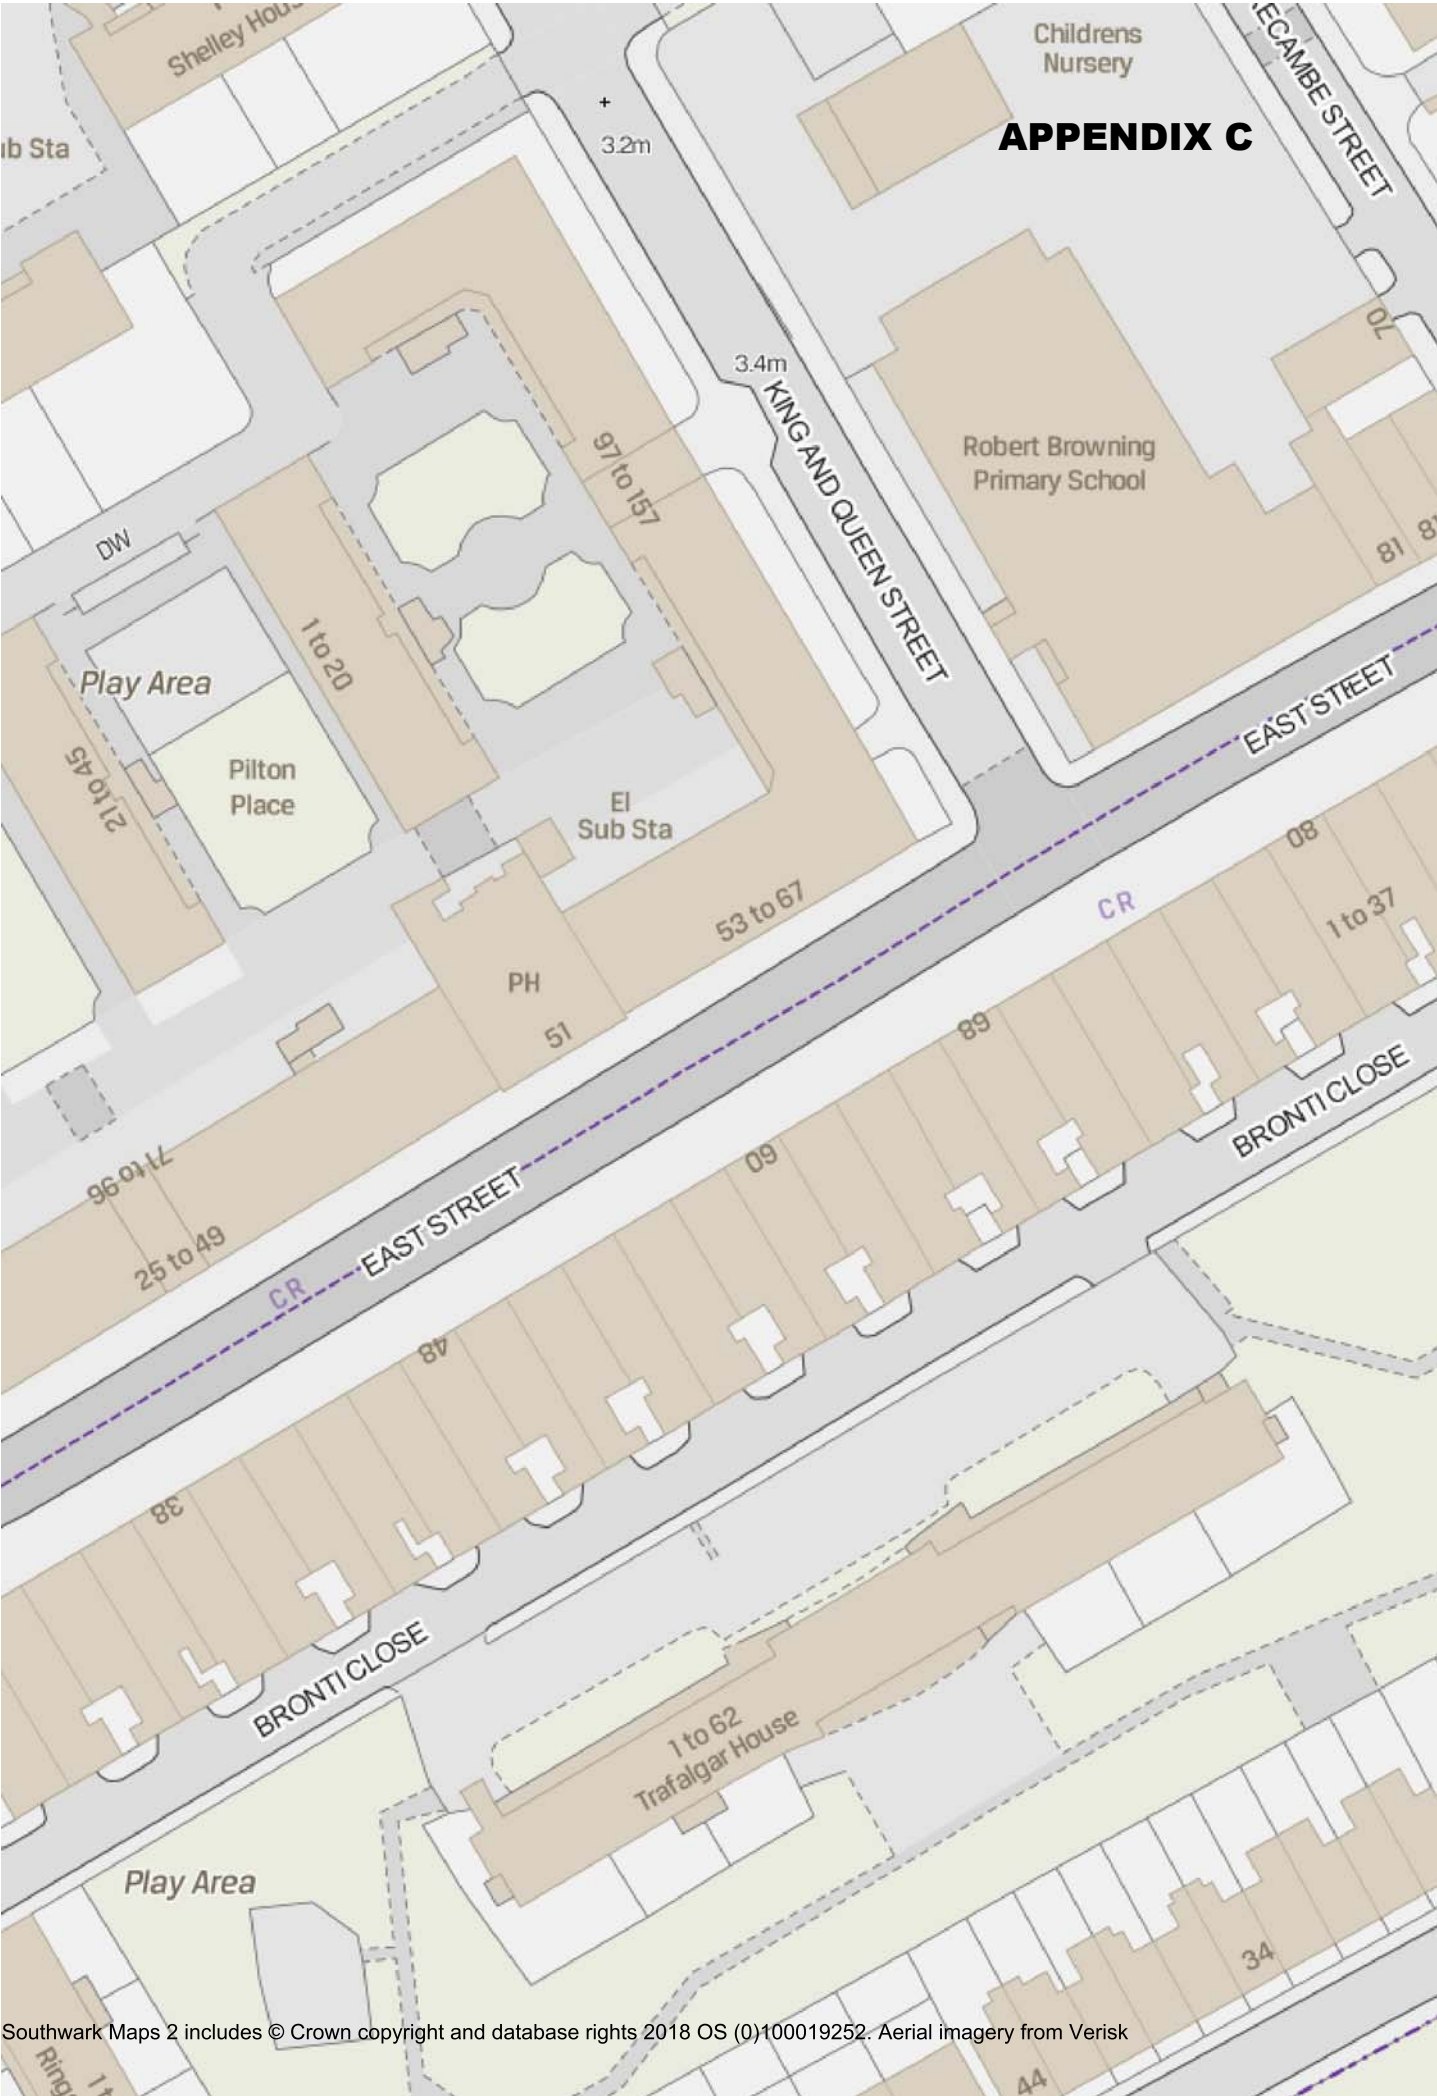 Shelley Hou
Childrens
Nursery
ECAMBE STREET
APPENDIX C
+
3.2m
ub Sta
70
3.4m
KING AND QUEEN STREET
97 to 157
Robert Browning
Primary School
DW
81
1 to 20
Play Area
EAST STREET
21 to 45
Pilton
Place
El
Sub Sta
80
53 to 67
CR
1 to 37
PH
51
68
BRONTI CLOSE
71 to 96
60
EAST STREET
25 to 49
CR
48
38
BRONTI CLOSE
1 to 62
Trafalgar House
Play Area
34
Southwark Maps 2 includes © Crown copyright and database rights 2018 OS (0)100019252. Aerial imagery from Verisk
44